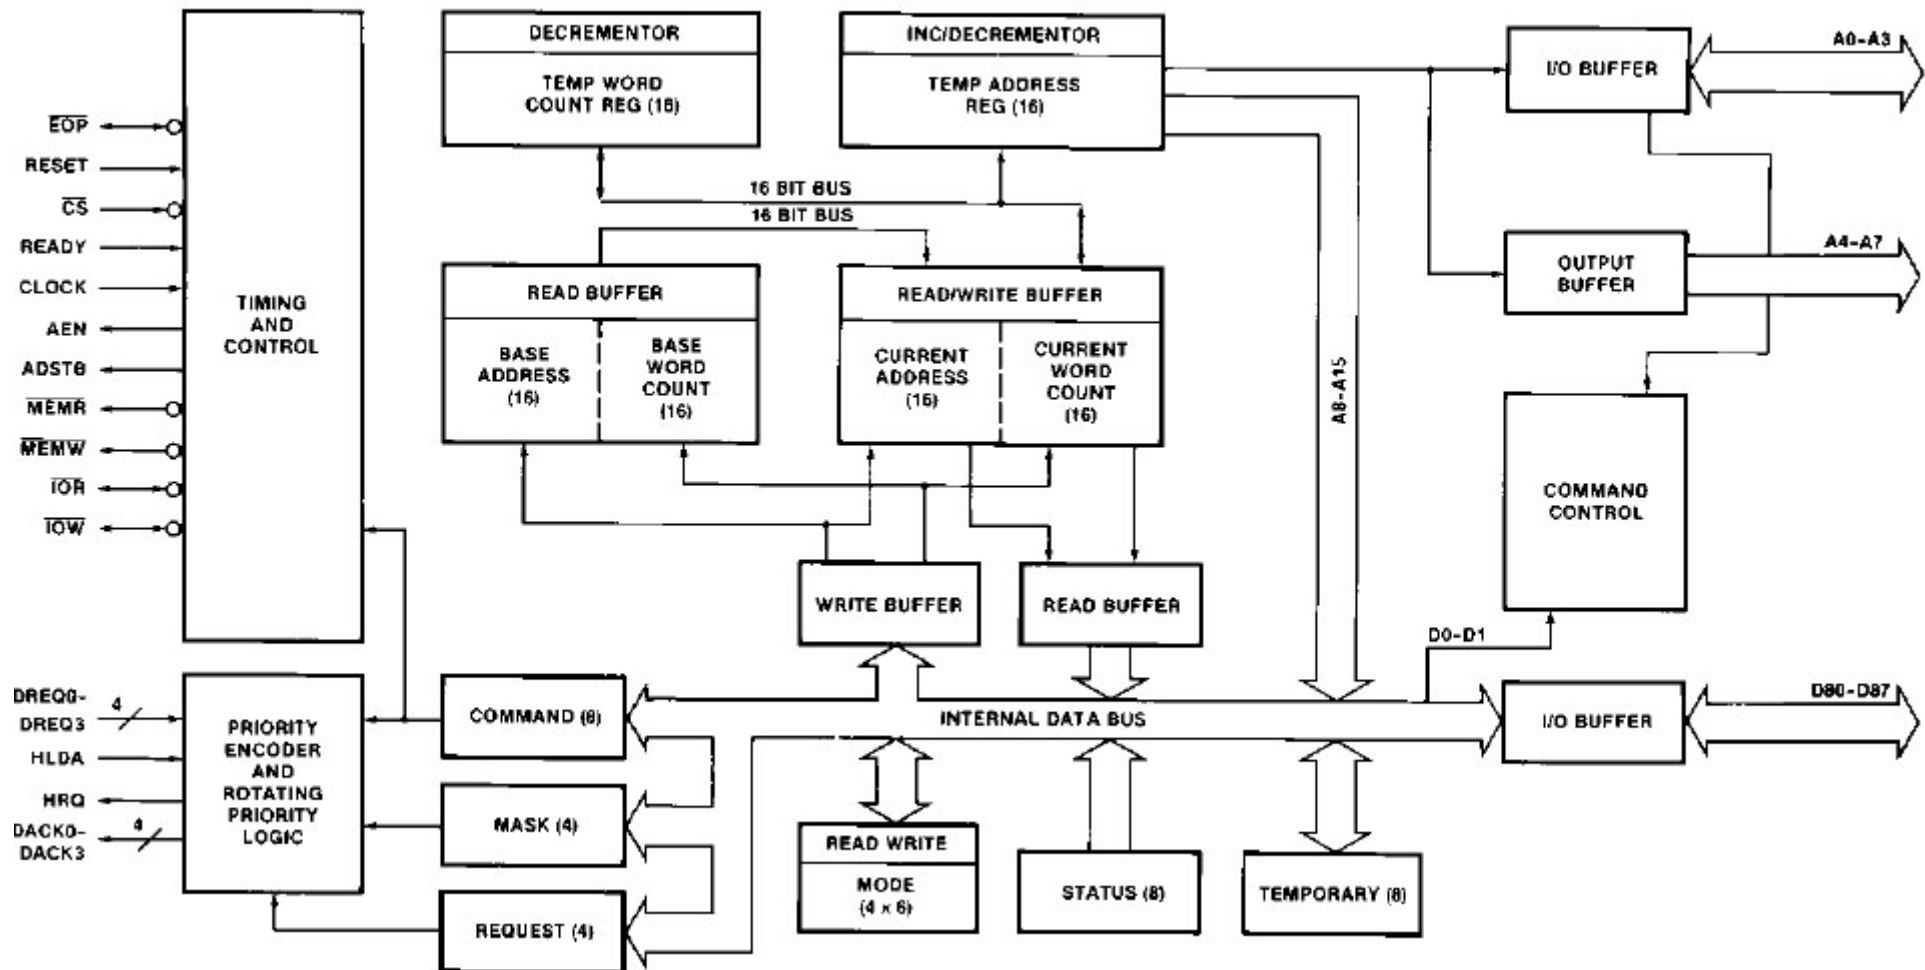 EOP
RESET
CS
READY
CLOCK
AEN
ADSTB
MEMR
MEMW
IOR
IOW
TIMING
AND
CONTROL
DECREMENTOR
TEMP WORD
COUNT REG (16)
INC/DECREMENTOR
TEMP ADDRESS
REG (16)
16 BIT BUS
16 BIT BUS
READ BUFFER
BASE
ADDRESS
(16)
BASE
WORD
COUNT
(16)
READ/WRITE BUFFER
CURRENT
ADDRESS
(16)
CURRENT
WORD
COUNT
(16)
A8-A15
I/O BUFFER
A0-A3
OUTPUT
BUFFER
A4-A7
COMMAND
CONTROL
D0-D1
WRITE BUFFER
READ BUFFER
INTERNAL DATA BUS
I/O BUFFER
DB0-DB7
DREQ0-
DREQ3
4
HLDA
HRQ
DACK0-
DACK3
4
PRIORITY
ENCODER
AND
ROTATING
PRIORITY
LOGIC
COMMAND (8)
MASK (4)
REQUEST (4)
READ WRITE
MODE
(4 x 6)
STATUS (8)
TEMPORARY (8)